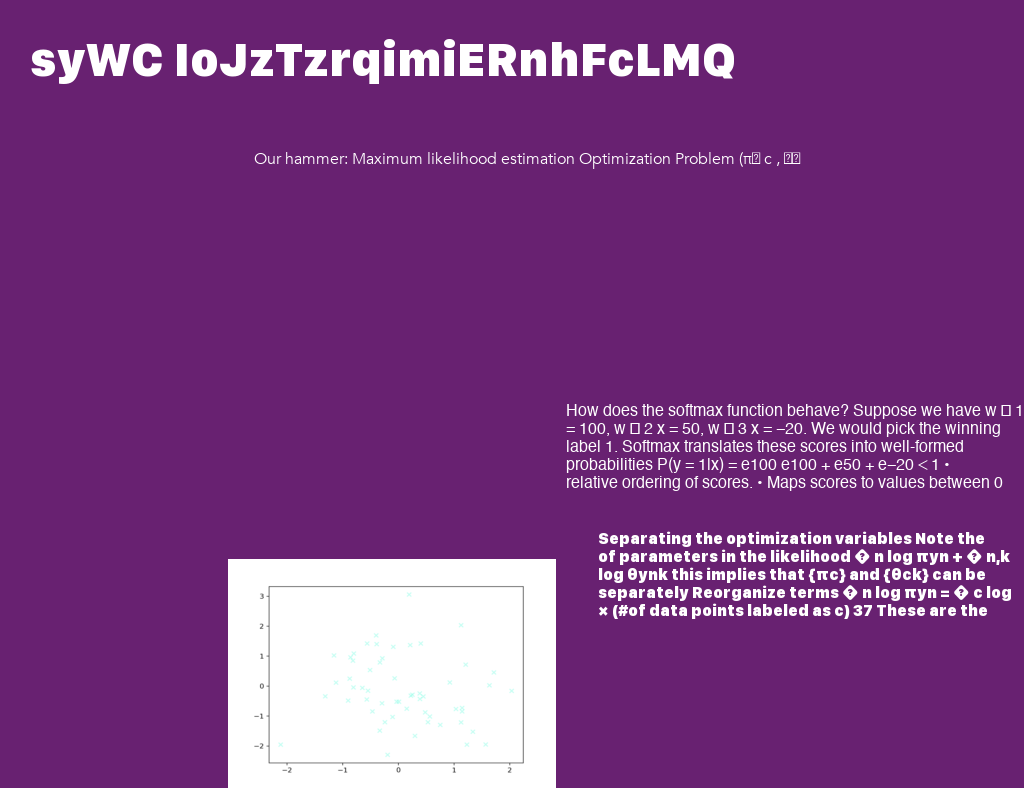 syWC IoJzTzrqimiERnhFcLMQ
Our hammer: Maximum likelihood estimation Optimization Problem (π� c , ��
How does the softmax function behave? Suppose we have w � 1
= 100, w � 2 x = 50, w � 3 x = −20. We would pick the winning
label 1. Softmax translates these scores into well-formed
probabilities P(y = 1|x) = e100 e100 + e50 + e−20 < 1 •
relative ordering of scores. • Maps scores to values between 0
Separating the optimization variables Note the
of parameters in the likelihood � n log πyn + � n,k
log θynk this implies that {πc} and {θck} can be
separately Reorganize terms � n log πyn = � c log
× (#of data points labeled as c) 37 These are the
3
2
1
0
−1
−2
−2 −1 0 1 2